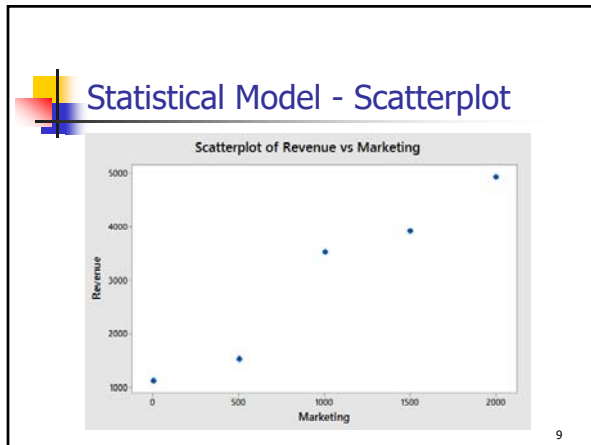 Statistical Model - Scatterplot
Scatterplot of Revenue vs Marketing
5000
4000
3000
2000
1000
Revenue
0 500 1000 1500 2000
Marketing
9